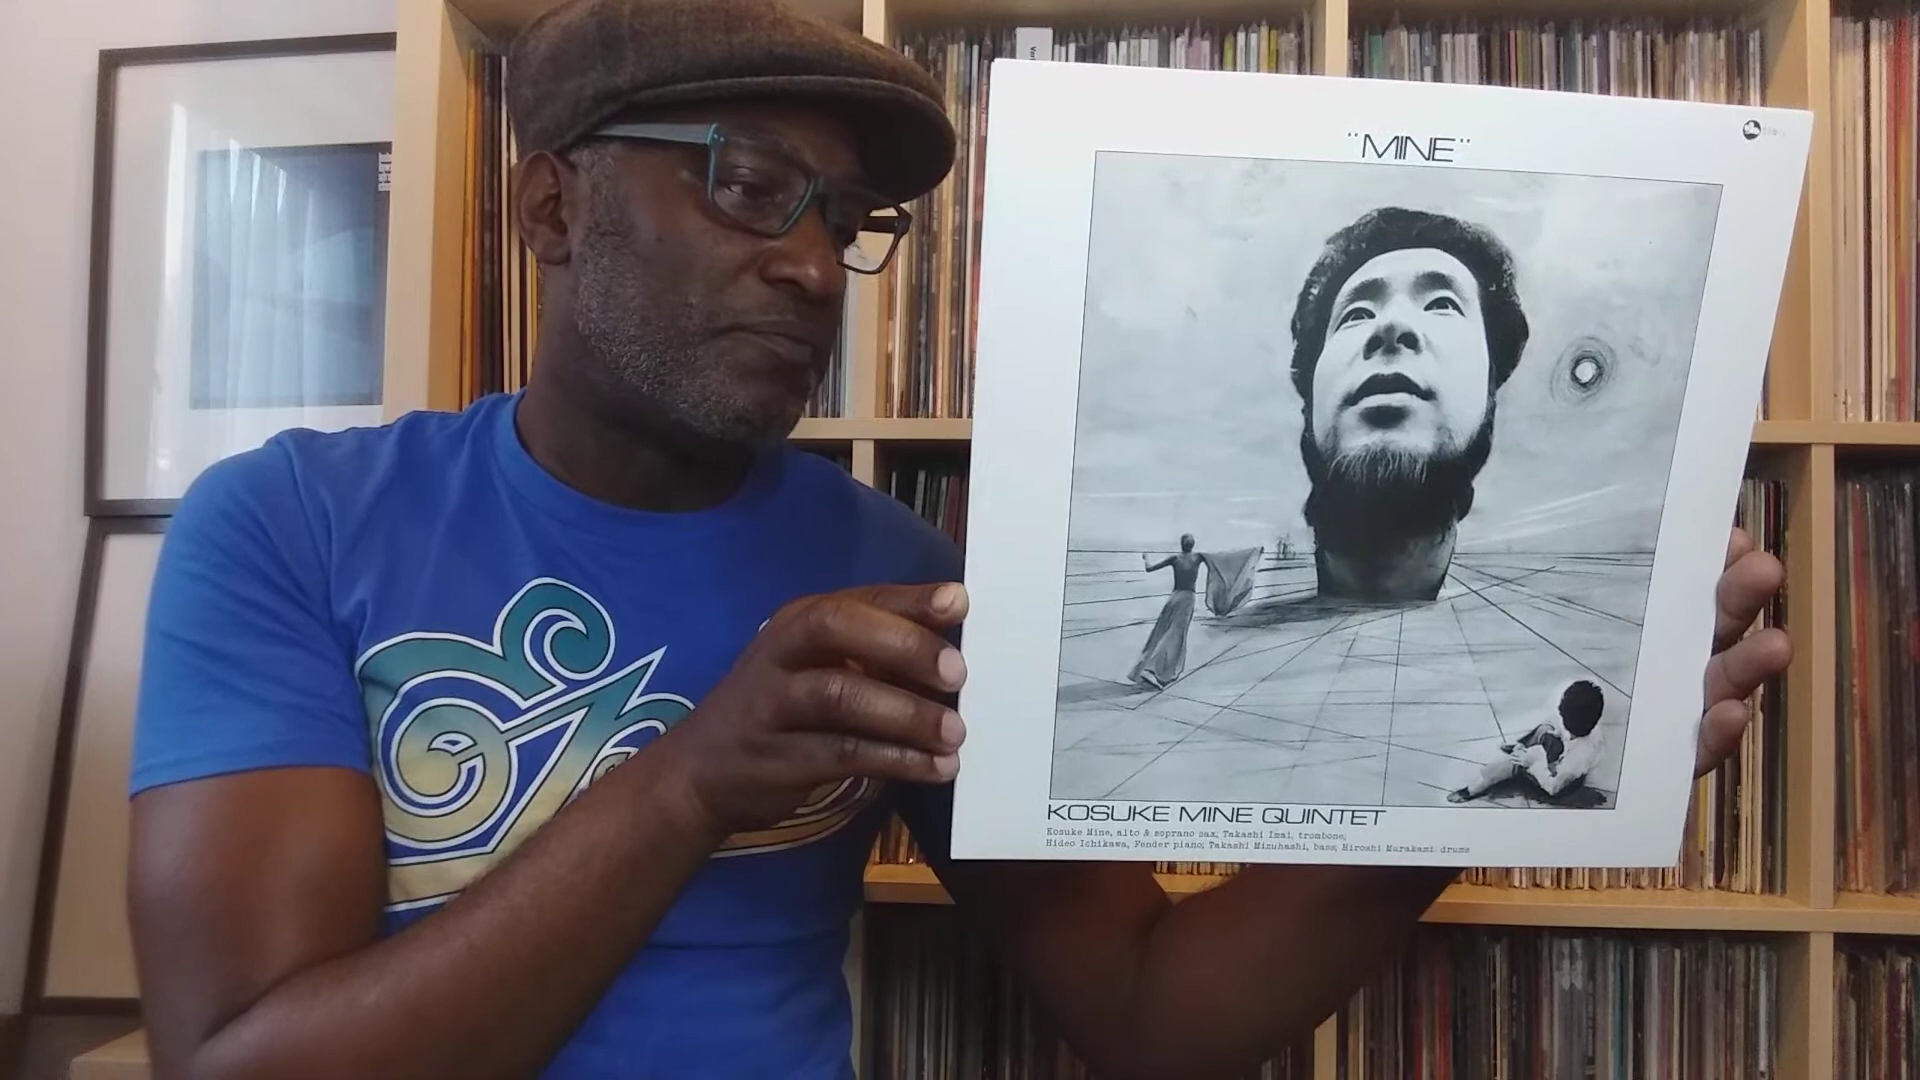 "MINE"
KOSUKE MINE QUINTET
Kosuke Mine, alto & soprano sax; Takashi Imai, trombone;
Hideo Ichikawa, Fender piano; Takashi Mizuhashi, bass; Hiroshi Murakami: drums